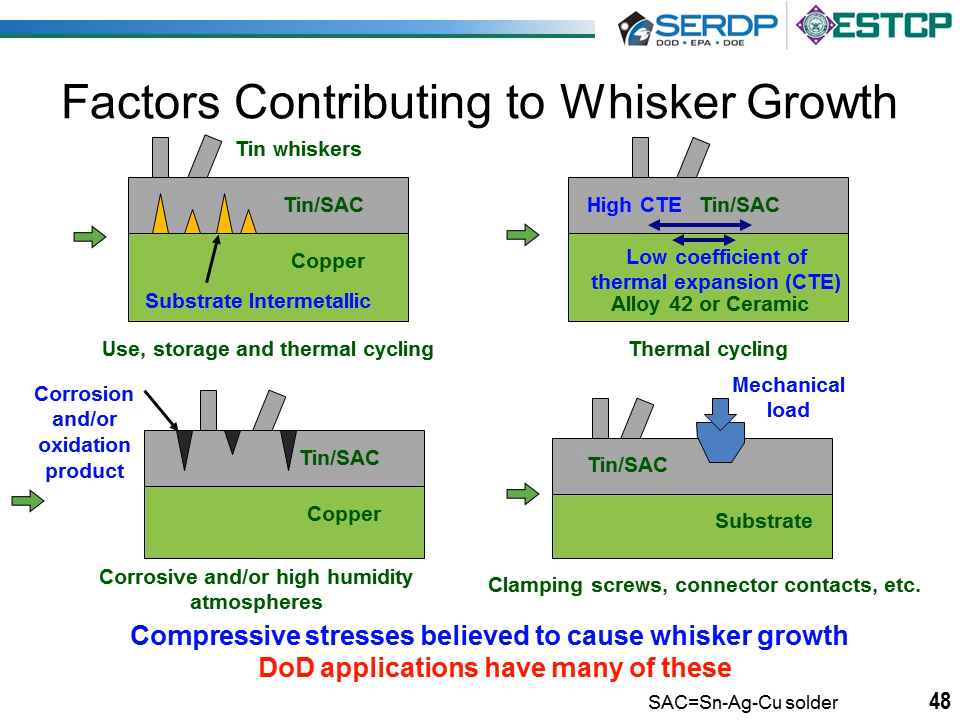 SERDP
DOD • EPA • DOE
ESTCP
Factors Contributing to Whisker Growth
Tin whiskers
Tin/SAC
Copper
Substrate Intermetallic
Use, storage and thermal cycling
High CTE Tin/SAC
Low coefficient of
thermal expansion (CTE)
Alloy 42 or Ceramic
Thermal cycling
Corrosion
and/or
oxidation
product
Tin/SAC
Copper
Corrosive and/or high humidity
atmospheres
Mechanical
load
Tin/SAC
Substrate
Clamping screws, connector contacts, etc.
Compressive stresses believed to cause whisker growth
DoD applications have many of these
SAC=Sn-Ag-Cu solder
48